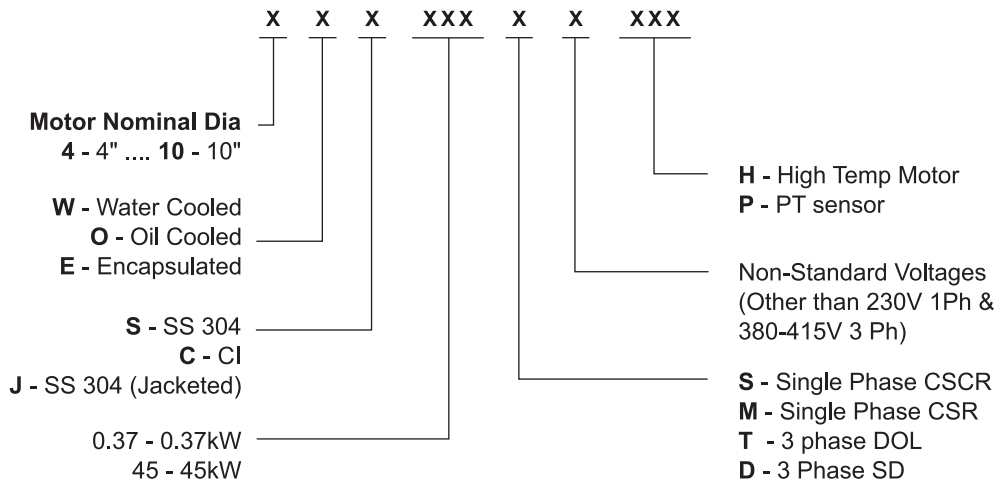 X X X XXX X X XXX
Motor Nominal Dia
4 - 4" .... 10 - 10"
W - Water Cooled
O - Oil Cooled
E - Encapsulated
S - SS 304
C - CI
J - SS 304 (Jacketed)
0.37 - 0.37kW
45 - 45kW
H - High Temp Motor
P - PT sensor
Non-Standard Voltages
(Other than 230V 1Ph &
380-415V 3 Ph)
S - Single Phase CSCR
M - Single Phase CSR
T - 3 phase DOL
D - 3 Phase SD